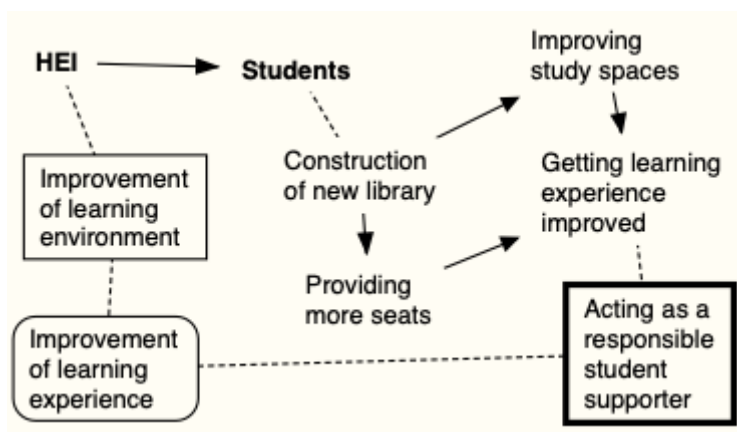 HEI
Students
Improving
study spaces
Construction
of new library
Getting learning
experience
improved
Improvement
of learning
environment
Providing
more seats
Improvement
of learning
experience
Acting as a
responsible
student
supporter